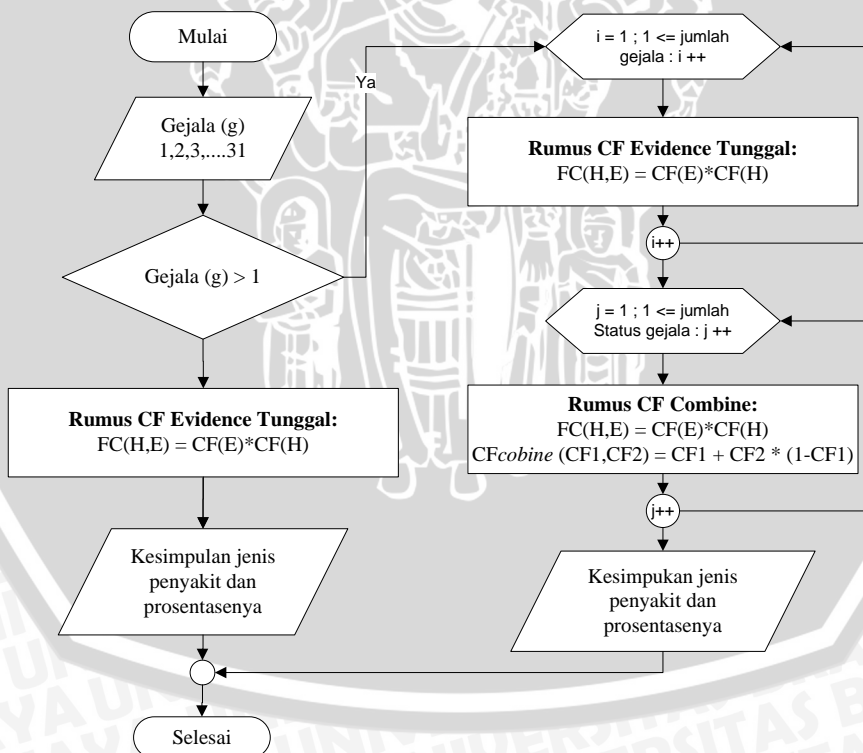 Mulai
Gejala (g)
1,2,3,....31
Gejala (g) > 1
Ya
Rumus CF Evidence Tunggal:
FC(H,E) = CF(E)*CF(H)
Kesimpulan jenis
penyakit dan
prosentasenya
Selesai
i = 1 ; 1 <= jumlah
gejala : i ++
Rumus CF Evidence Tunggal:
FC(H,E) = CF(E)*CF(H)
i++
j = 1 ; 1 <= jumlah
Status gejala : j ++
Rumus CF Combine:
FC(H,E) = CF(E)*CF(H)
CFcobine (CF1,CF2) = CF1 + CF2 * (1-CF1)
j++
Kesimpukan jenis
penyakit dan
prosentasenya